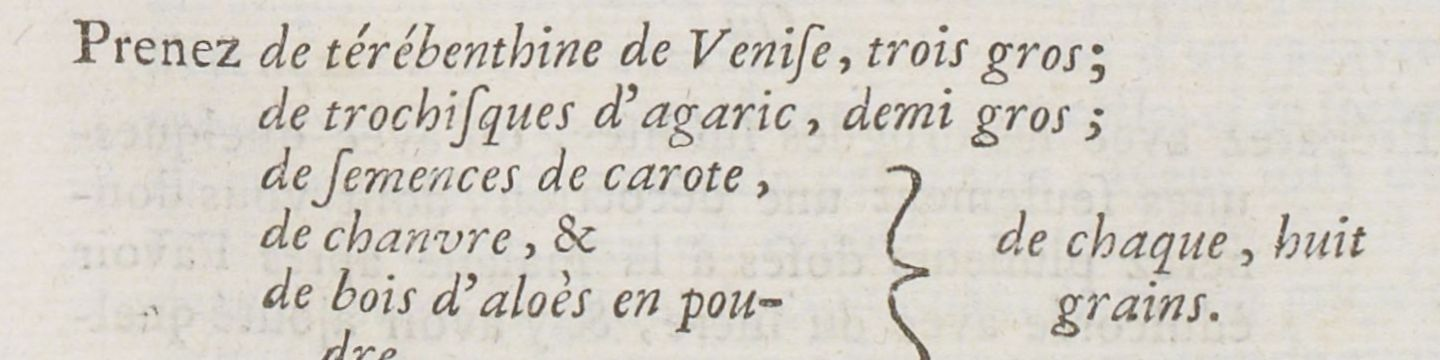 Prenez de térébenthine de Veniſe, trois gros;
de trochiſques d'agaric, demi gros;
de ſemences de carote,
de chanvre, &
de bois d'aloès en pou-
dre
de chaque, huit
grains.